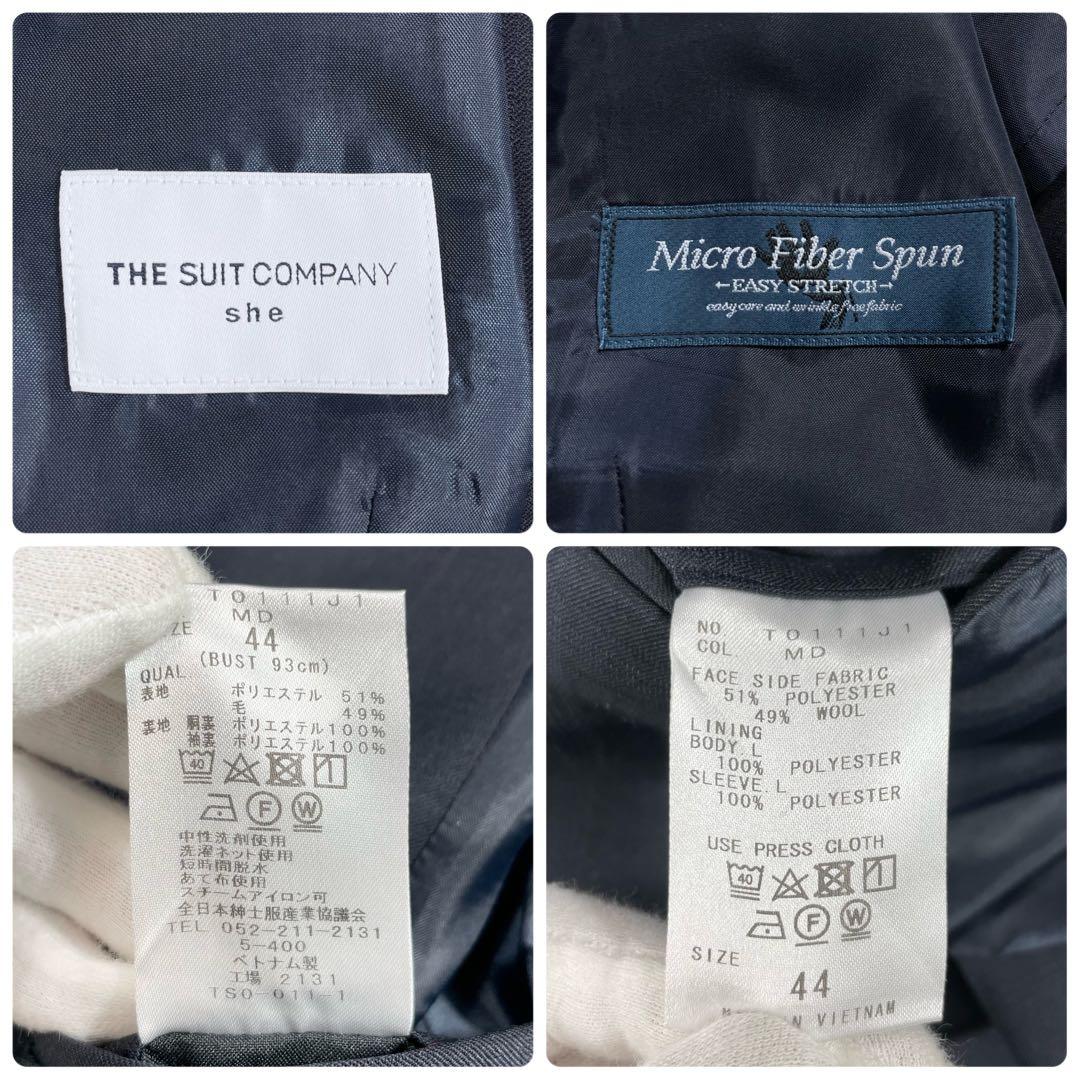 THE SUIT COMPANY
she
Micro Fiber Spun
←EASY STRETCH→
easy care and wrinkle free fabric
TO111J1
MD
44
(BUST 93cm)
QUAL.
表地 ポリエステル 51%
毛 49%
裏地 胴裏 ポリエステル100%
袖裏 ポリエステル100%
40
F W
中性洗剤使用
洗濯ネット使用
短時間脱水
あて布使用
スチームアイロン可
全日本紳士服産業協議会
TEL 052-211-2131
5-400
ベトナム製
工場 2131
TS0-011-1
NO TO111J1
COL. MD
FACE SIDE FABRIC
51% POLYESTER
49% WOOL
LINING
BODY.L
100% POLYESTER
SLEEVE.L
100% POLYESTER
USE PRESS CLOTH
40
F W
SIZE
44
VIETNAM